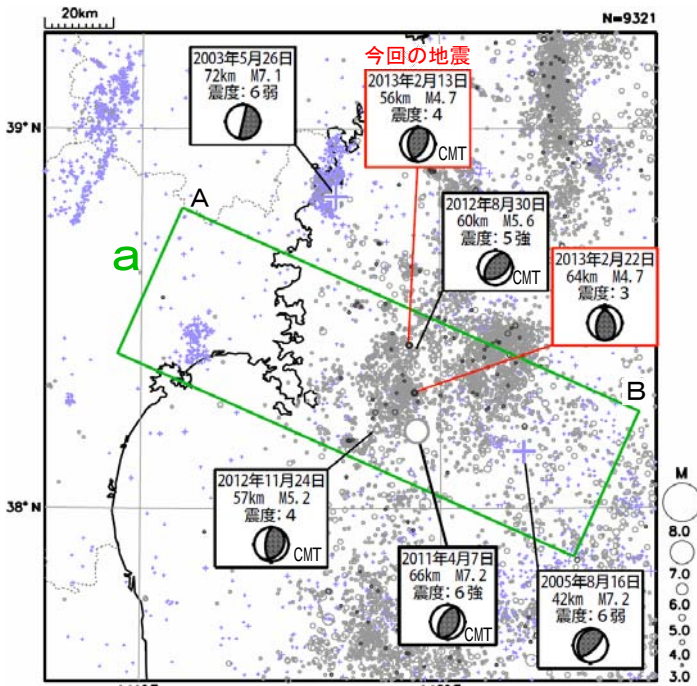 20km
N=9321
今回の地震
2003年5月26日
72km M7.1
震度:6弱
2013年2月13日
56km M4.7
震度:4
CMT
39°N
A
2012年8月30日
60km M5.6
震度:5強
CMT
a
2013年2月22日
64km M4.7
震度:3
B
2012年11月24日
57km M5.2
震度:4
CMT
38°N
2011年4月7日
66km M7.2
震度:6強
CMT
2005年8月16日
42km M7.2
震度:6弱
M
8.0
7.0
6.0
5.0
4.0
3.0